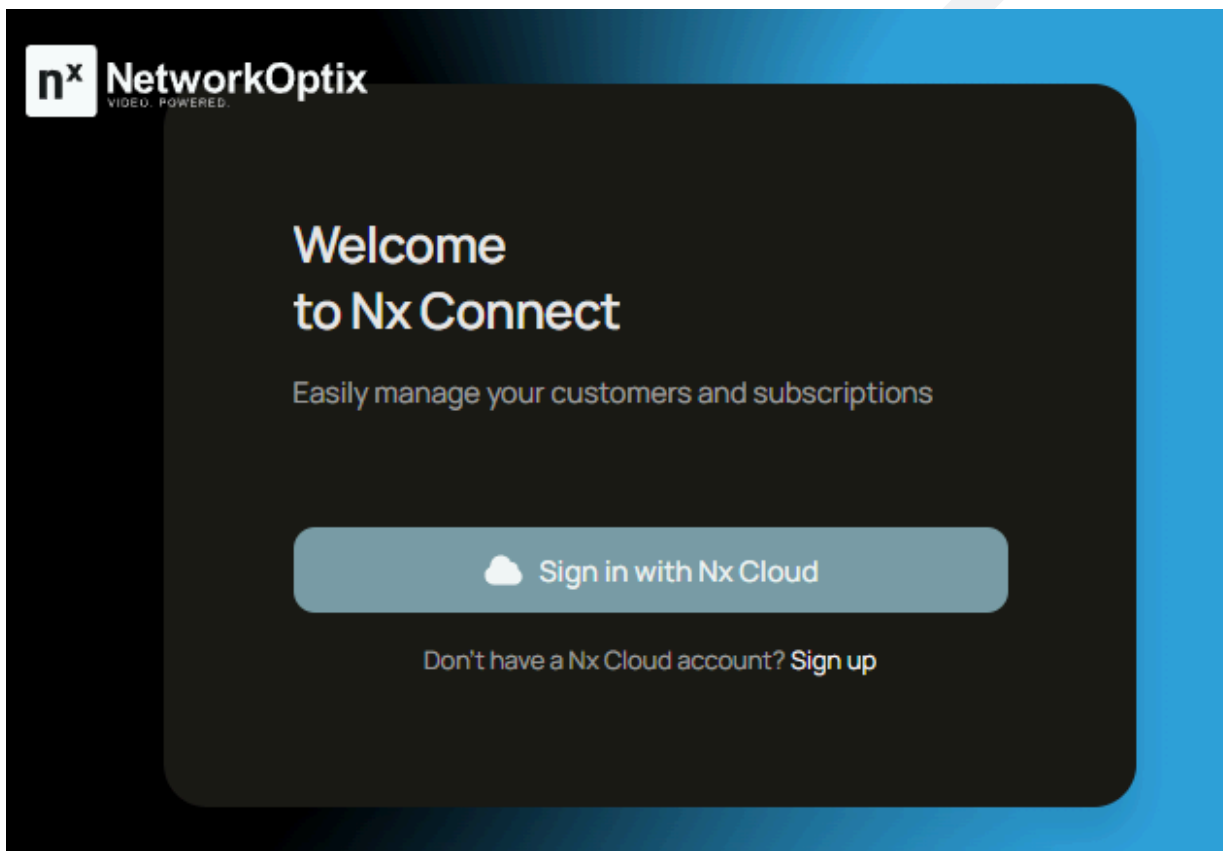 nx NetworkOptix
VIDEO. POWERED.
Welcome
to Nx Connect
Easily manage your customers and subscriptions
Sign in with Nx Cloud
Don't have a Nx Cloud account? Sign up